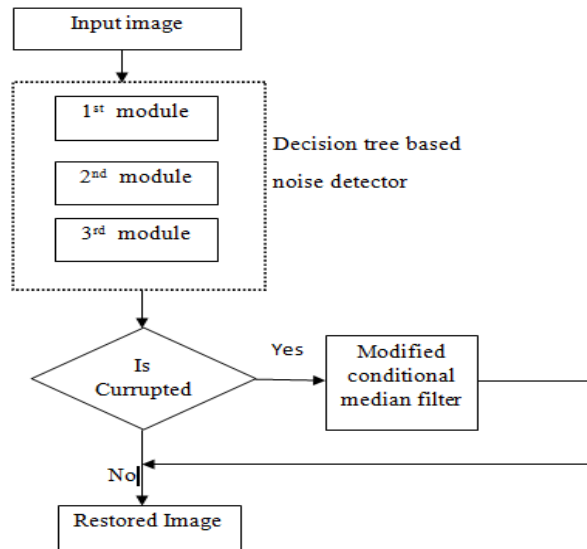 Input image
1st module
Decision tree based
noise detector
2nd module
3rd module
Is
Currupted
Yes
Modified
conditional
median filter
No
Restored Image